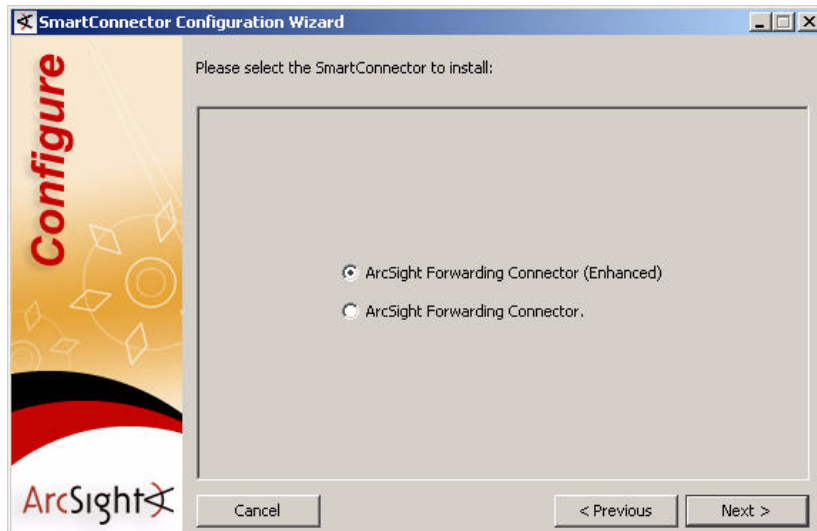 SmartConnector Configuration Wizard
Configure
Please select the SmartConnector to install:
ArcSight Forwarding Connector (Enhanced)
ArcSight Forwarding Connector.
ArcSight
Cancel
< Previous
Next >